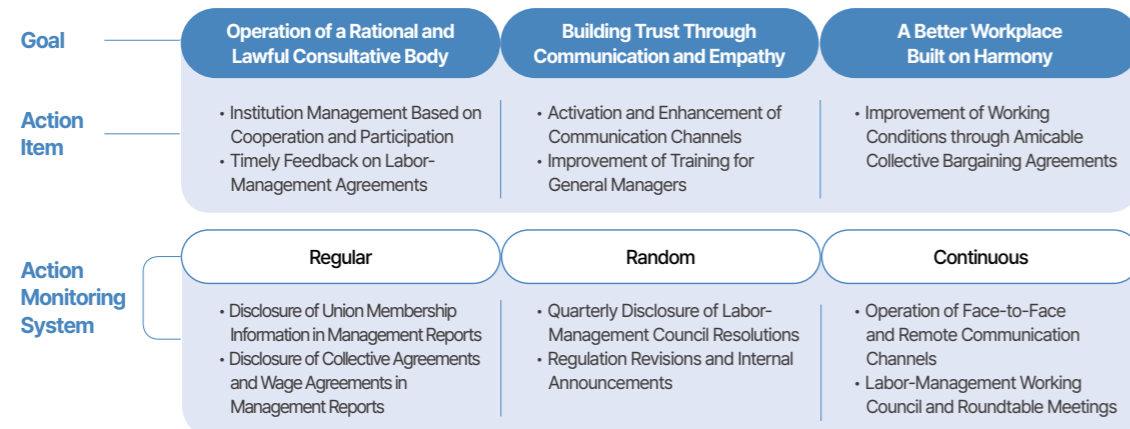 Goal
Operation of a Rational and
Lawful Consultative Body
Building Trust Through
Communication and Empathy
A Better Workplace
Built on Harmony
Action
Item
• Institution Management Based on
Cooperation and Participation
• Timely Feedback on Labor-
Management Agreements
• Activation and Enhancement of
Communication Channels
• Improvement of Training for
General Managers
• Improvement of Working
Conditions through Amicable
Collective Bargaining Agreements
Action
Monitoring
System
Regular
Random
Continuous
• Disclosure of Union Membership
Information in Management Reports
• Disclosure of Collective Agreements
and Wage Agreements in
Management Reports
• Quarterly Disclosure of Labor-
Management Council Resolutions
• Regulation Revisions and Internal
Announcements
• Operation of Face-to-Face
and Remote Communication
Channels
• Labor-Management Working
Council and Roundtable Meetings